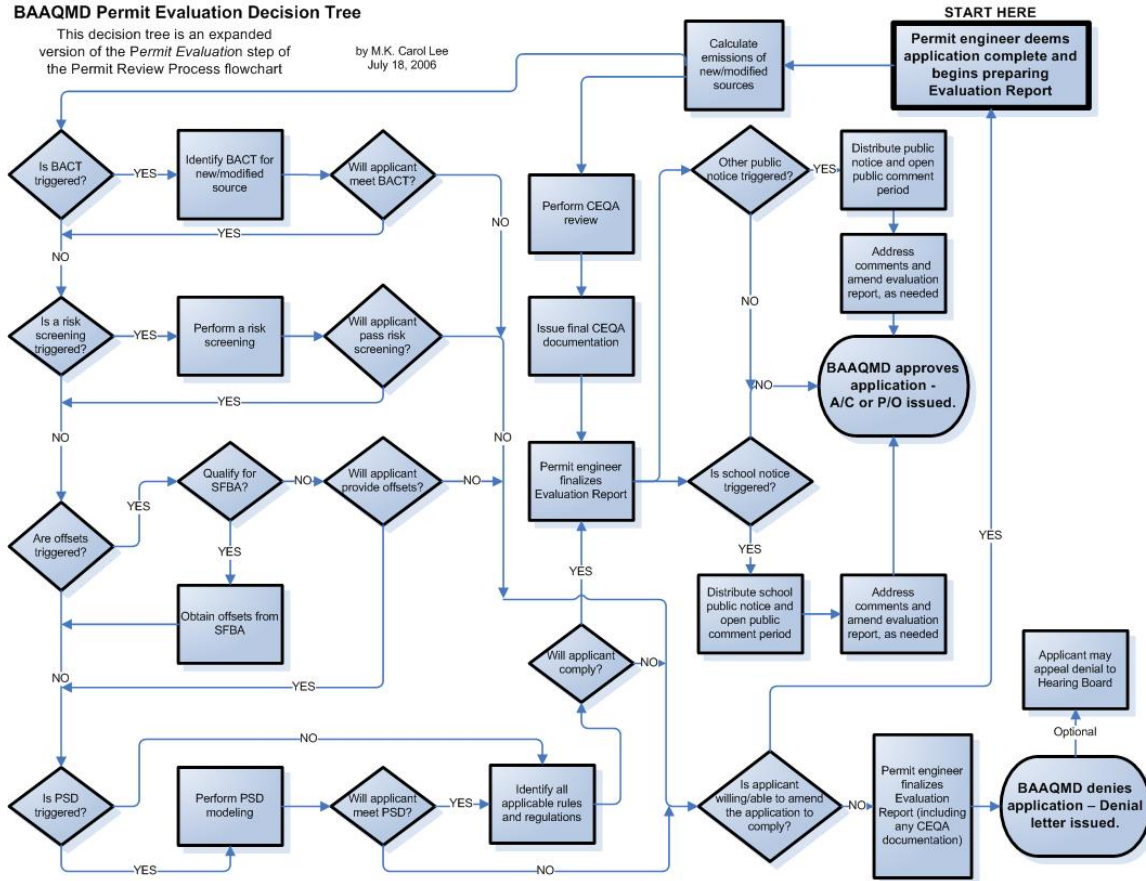 BAAQMD Permit Evaluation Decision Tree
This decision tree is an expanded
version of the Permit Evaluation step of
the Permit Review Process flowchart
by M.K. Carol Lee
July 18, 2006
START HERE
Permit engineer deems
application complete and
begins preparing
Evaluation Report
Calculate
emissions of
new/modified
sources
Is BACT
triggered?
YES
Identify BACT for
new/modified
source
Will applicant
meet BACT?
NO
YES
NO
Perform CEQA
review
Other public
notice triggered?
YES
Distribute public
notice and open
public comment
period
Address
comments and
amend evaluation
report, as needed
NO
Is a risk
screening
triggered?
YES
Perform a risk
screening
Will applicant
pass risk
screening?
YES
NO
NO
Issue final CEQA
documentation
NO
BAAQMD approves
application -
A/C or P/O issued.
Are offsets
triggered?
YES
Qualify for
SFBA?
NO
Will applicant
provide offsets?
NO
YES
Obtain offsets from
SFBA
NO
YES
Permit engineer
finalizes
Evaluation Report
Is school notice
triggered?
YES
Distribute school
public notice and
open public
comment period
Address
comments and
amend evaluation
report, as needed
YES
YES
Will applicant
comply?
NO
Applicant may
appeal denial to
Hearing Board
Optional
NO
Is PSD
triggered?
YES
Perform PSD
modeling
Will applicant
meet PSD?
YES
NO
Identify all
applicable rules
and regulations
Is applicant
willing/able to amend
the application to
comply?
NO
Permit engineer
finalizes
Evaluation
Report (including
any CEQA
documentation)
BAAQMD denies
application – Denial
letter issued.